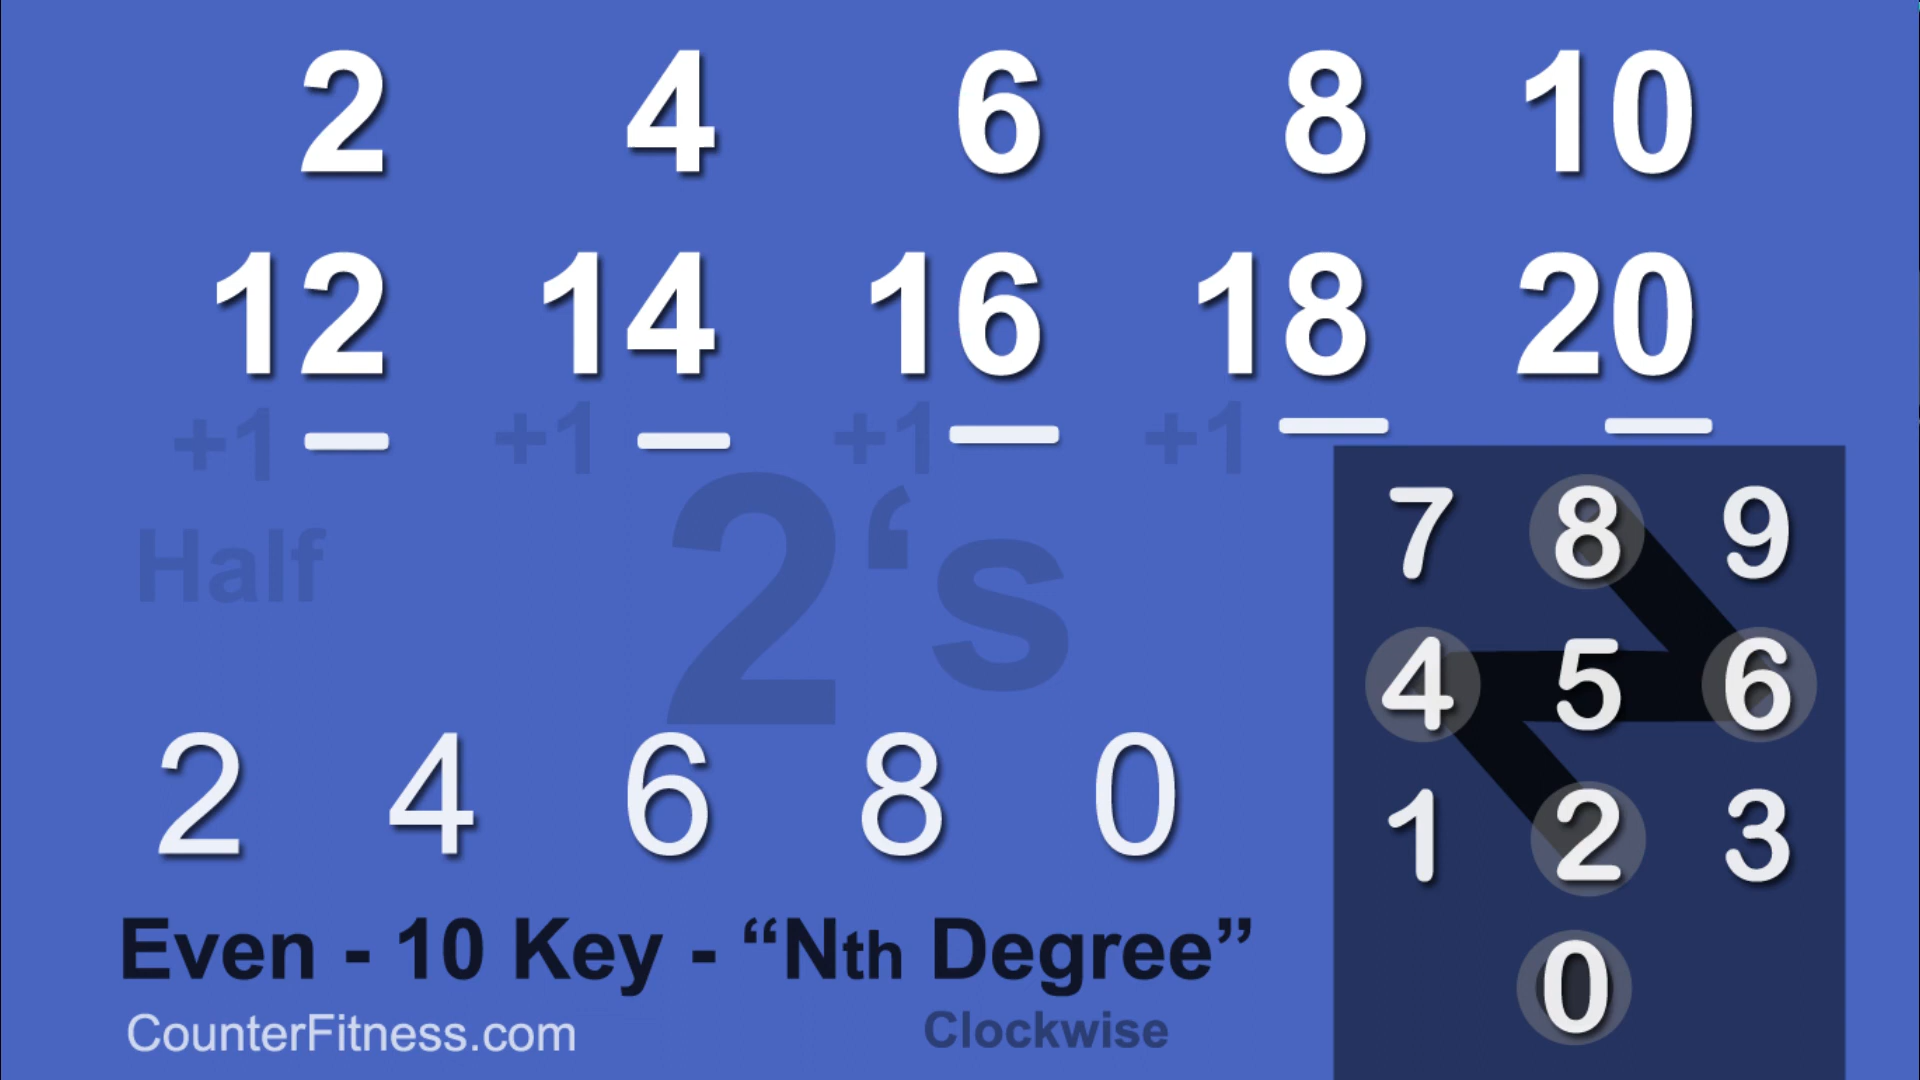 2 4 6 8 10
12 14 16 18 20
+1 +1 +1 +1
2‘s
Half
7 8 9
4 5 6
1 2 3
0
2 4 6 8 0
Even - 10 Key - “Nth Degree”
CounterFitness.com
Clockwise